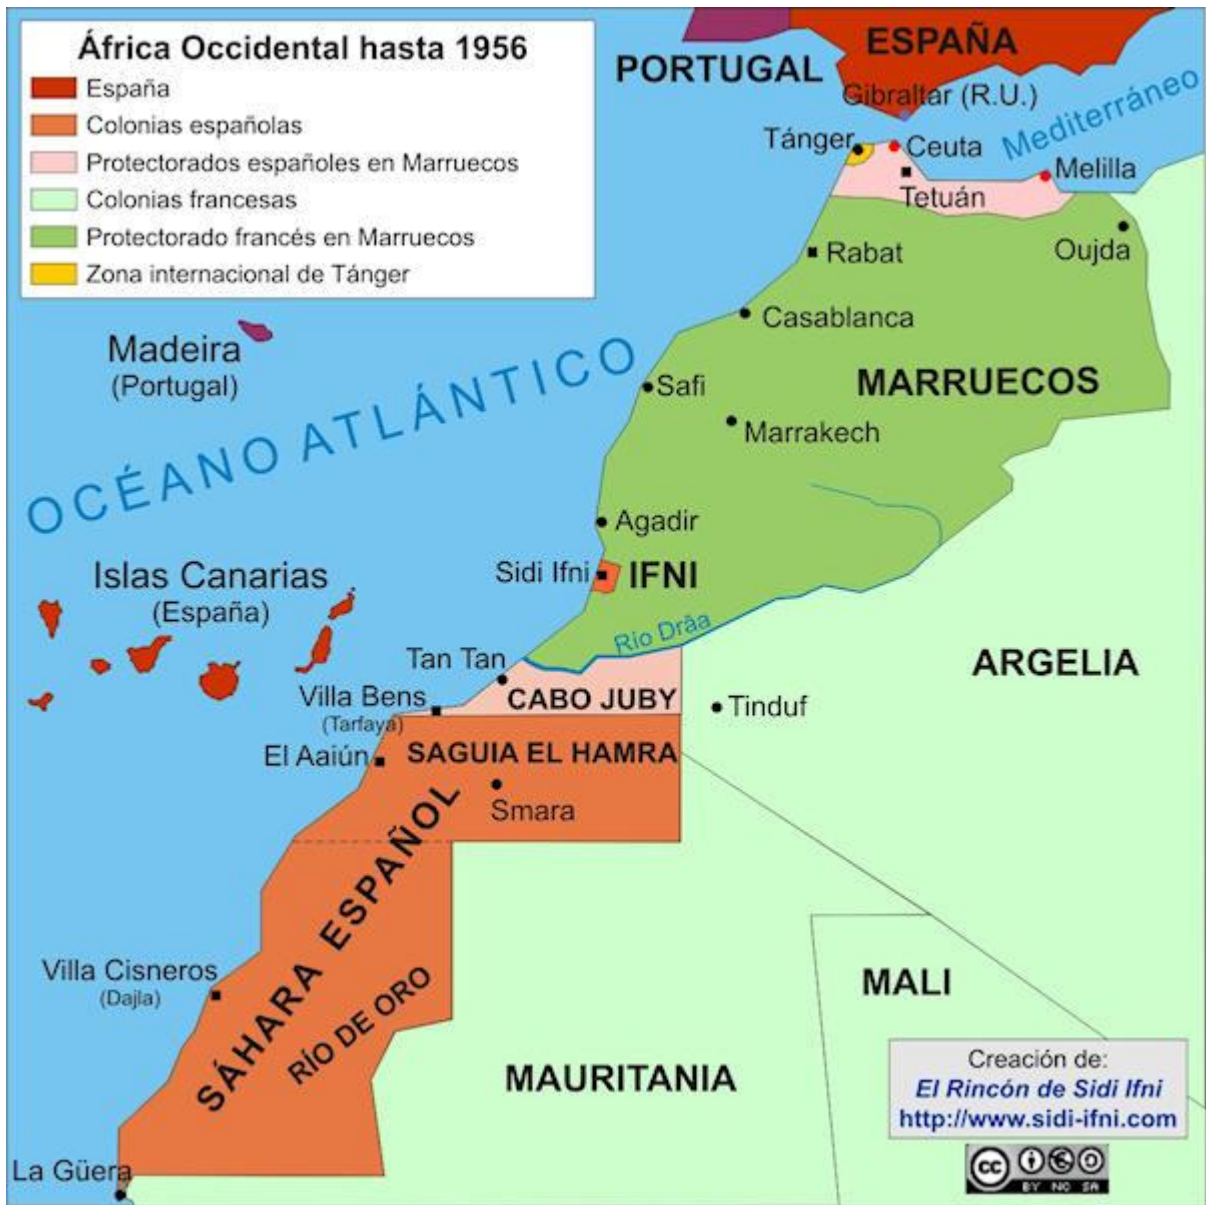 África Occidental hasta 1956
España
Colonias españolas
Protectorados españoles en Marruecos
Colonias francesas
Protectorado francés en Marruecos
Zona internacional de Tánger
PORTUGAL
ESPAÑA
Gibraltar (R.U.)
Mediterráneo
Tánger
Ceuta
Melilla
Tetuán
Oujda
Rabat
Casablanca
Madeira
(Portugal)
OCÉANO ATLÁNTICO
Safi
MARRUECOS
Marrakech
Agadir
Sidi Ifni
IFNI
Islas Canarias
(España)
Río Drâa
Tan Tan
CABO JUBY
ARGELIA
Villa Bens
(Tarfaya)
Tinduf
El Aaiún
SAGUIA EL HAMRA
Smara
SÁHARA ESPAÑOL
Villa Cisneros
(Dajla)
RÍO DE ORO
MALI
MAURITANIA
La Güera
Creación de:
El Rincón de Sidi Ifni
http://www.sidi-ifni.com
cc
BY NC SA